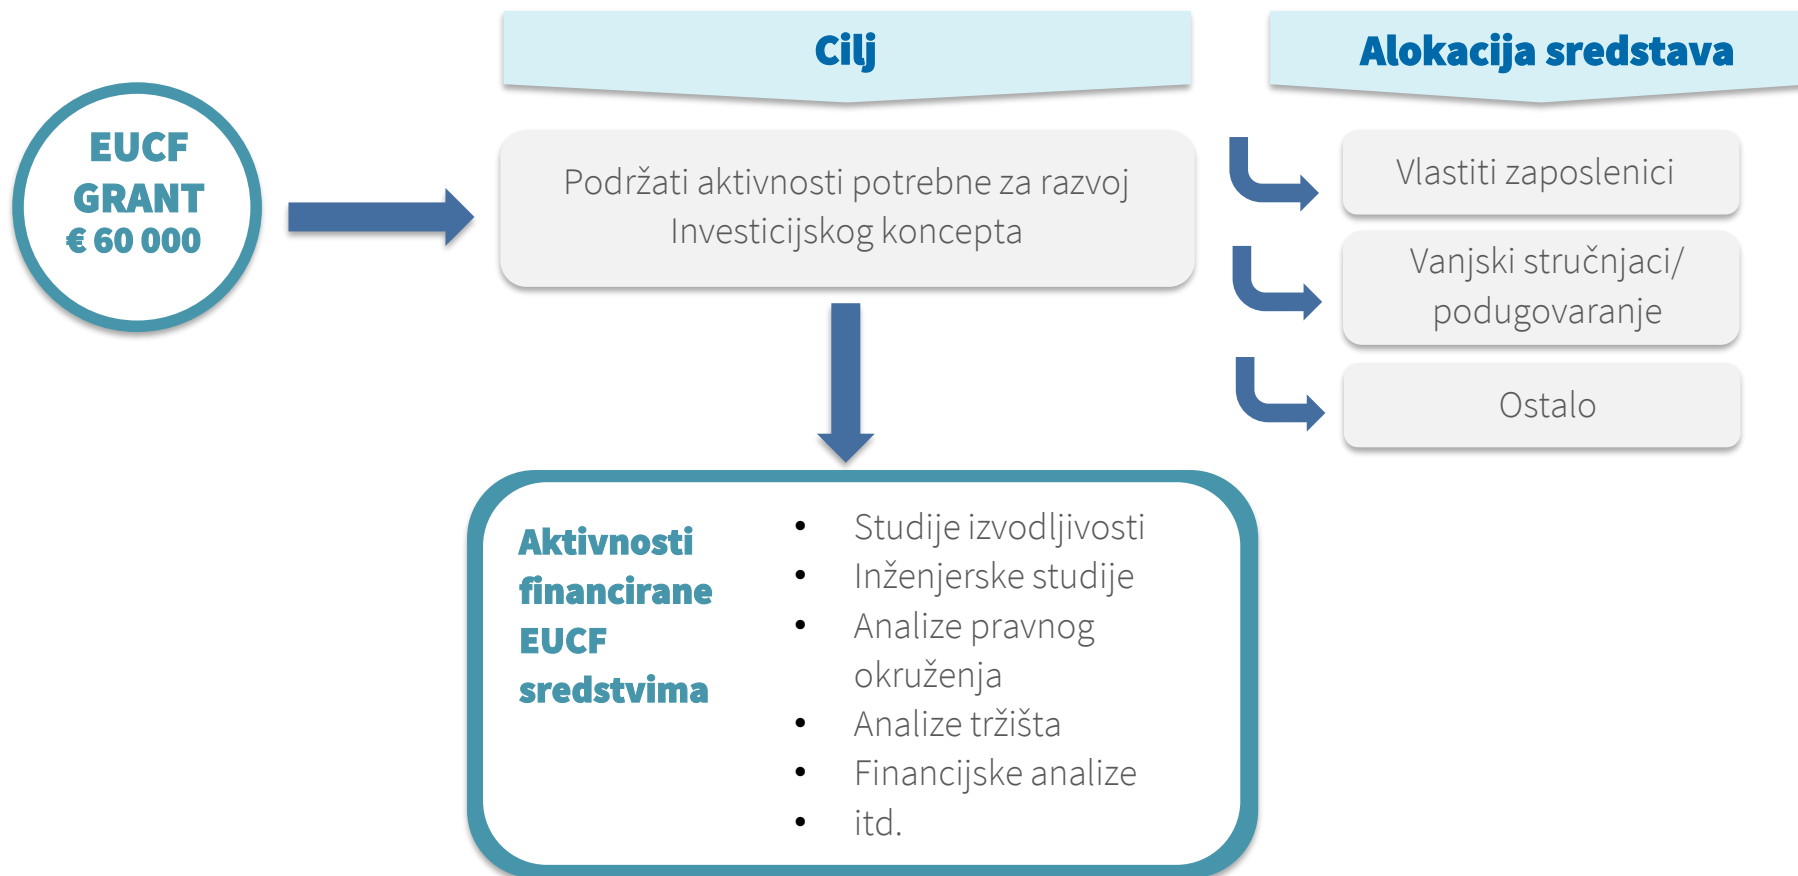 Cilj
Alokacija sredstava
EUCF
GRANT
€ 60 000
Podržati aktivnosti potrebne za razvoj
Investicijskog koncepta
Vlastiti zaposlenici
Vanjski stručnjaci/
podugovaranje
Ostalo
Aktivnosti
financirane
EUCF
sredstvima
• Studije izvodljivosti
• Inženjerske studije
• Analize pravnog
okruženja
• Analize tržišta
• Financijske analize
• itd.